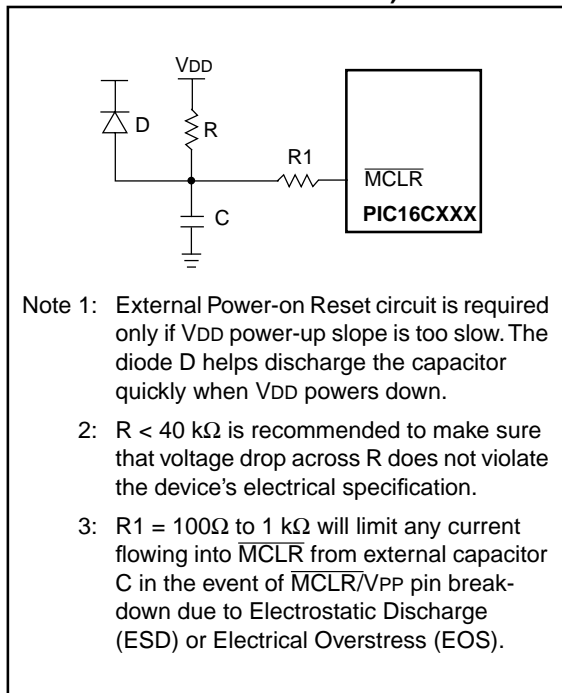 VDD
D
R
R1
MCLR
PIC16CXXX
C
Note 1: External Power-on Reset circuit is required
only if VDD power-up slope is too slow. The
diode D helps discharge the capacitor
quickly when VDD powers down.
2: R < 40 kΩ is recommended to make sure
that voltage drop across R does not violate
the device's electrical specification.
3: R1 = 100Ω to 1 kΩ will limit any current
flowing into MCLR from external capacitor
C in the event of MCLR/VPP pin break-
down due to Electrostatic Discharge
(ESD) or Electrical Overstress (EOS).